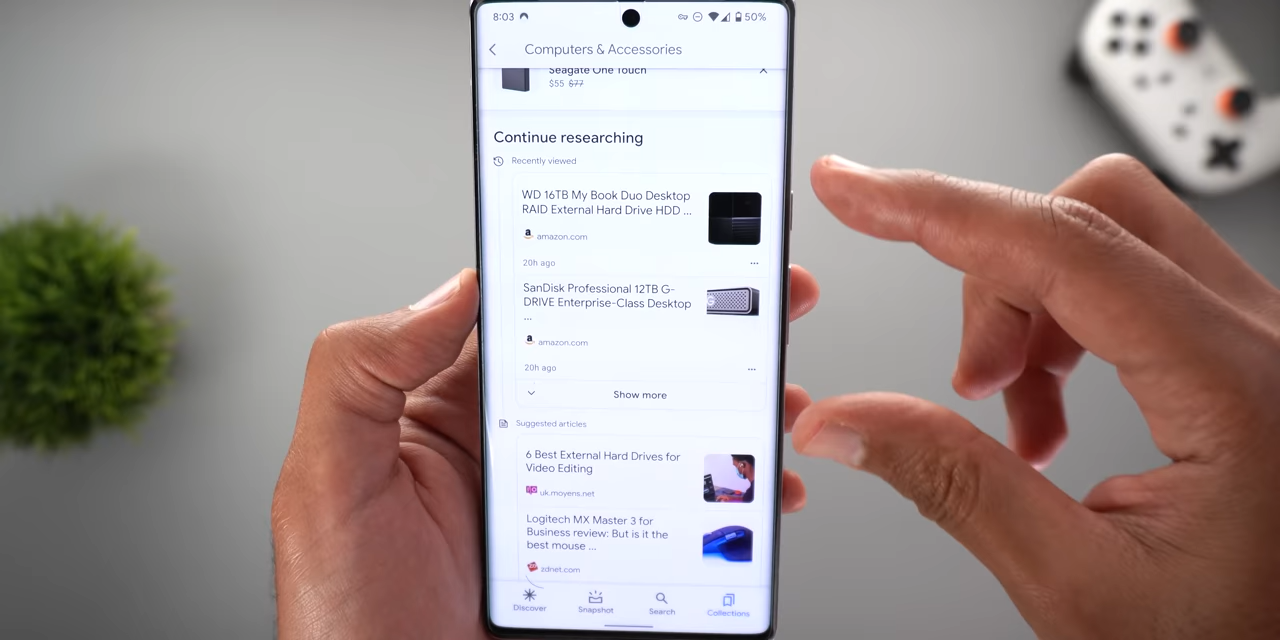 8:03
50%
Computers & Accessories
Seagate One Touch
$55 $77
Continue researching
Recently viewed
WD 16TB My Book Duo Desktop
RAID External Hard Drive HDD ...
amazon.com
20h ago
SanDisk Professional 12TB G-
DRIVE Enterprise-Class Desktop
...
amazon.com
20h ago
Show more
Suggested articles
6 Best External Hard Drives for
Video Editing
uk.moyens.net
Logitech MX Master 3 for
Business review: But is it the
best mouse ...
zdnet.com
Discover
Snapshot
Search
Collections